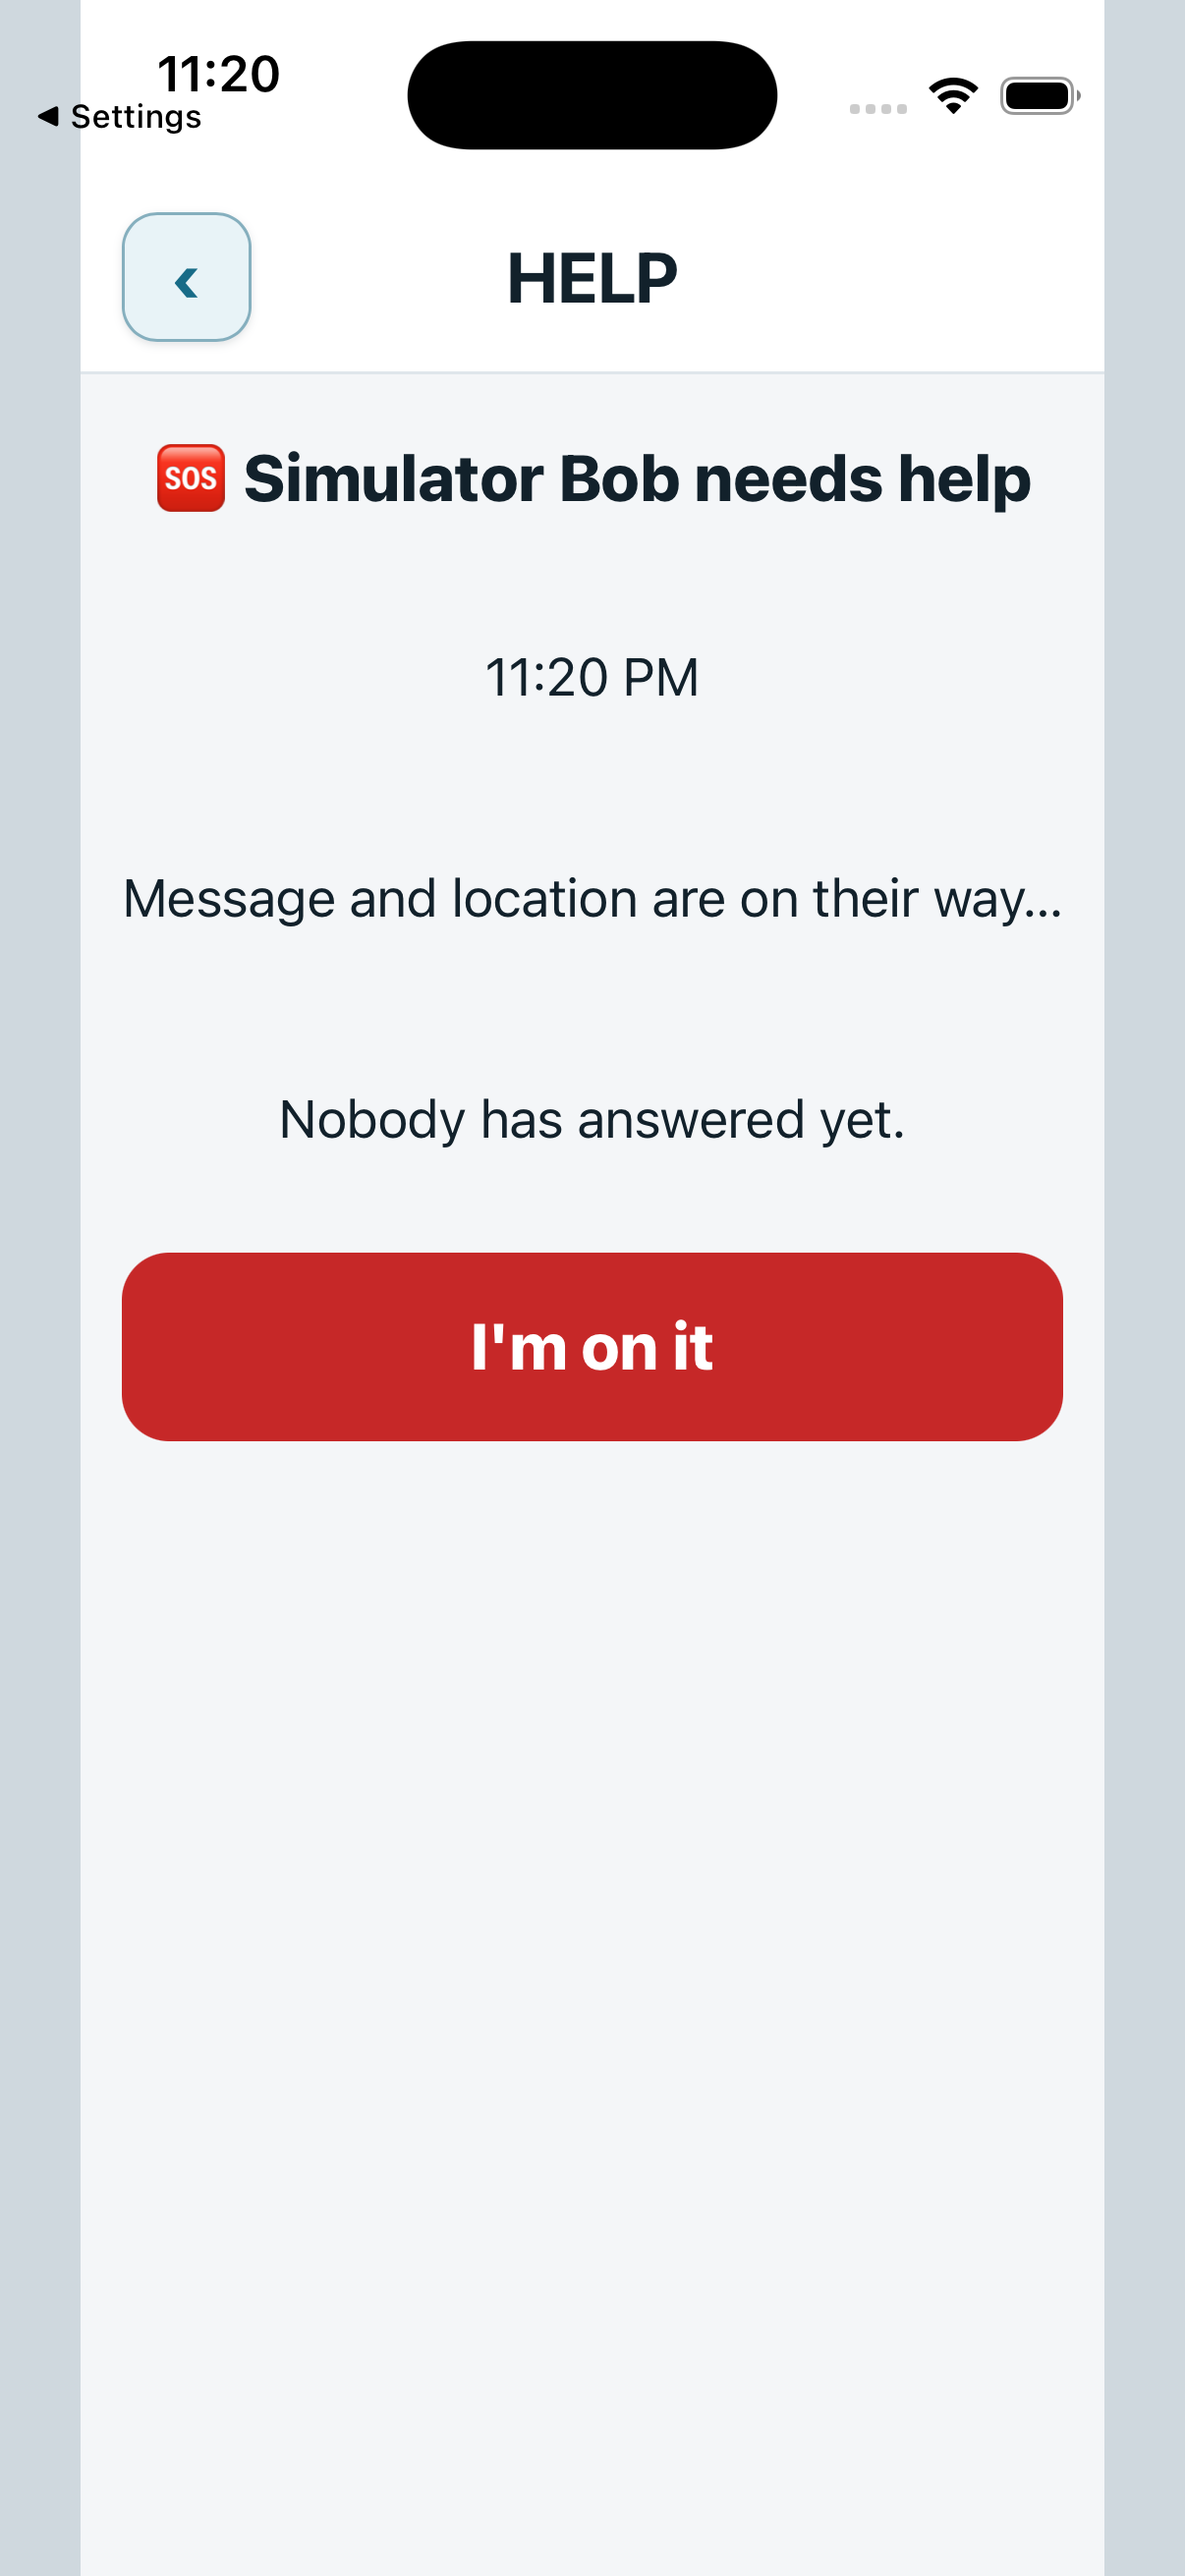 11:20
◀ Settings
‹
HELP
🆘 Simulator Bob needs help
11:20 PM
Message and location are on their way...
Nobody has answered yet.
I'm on it